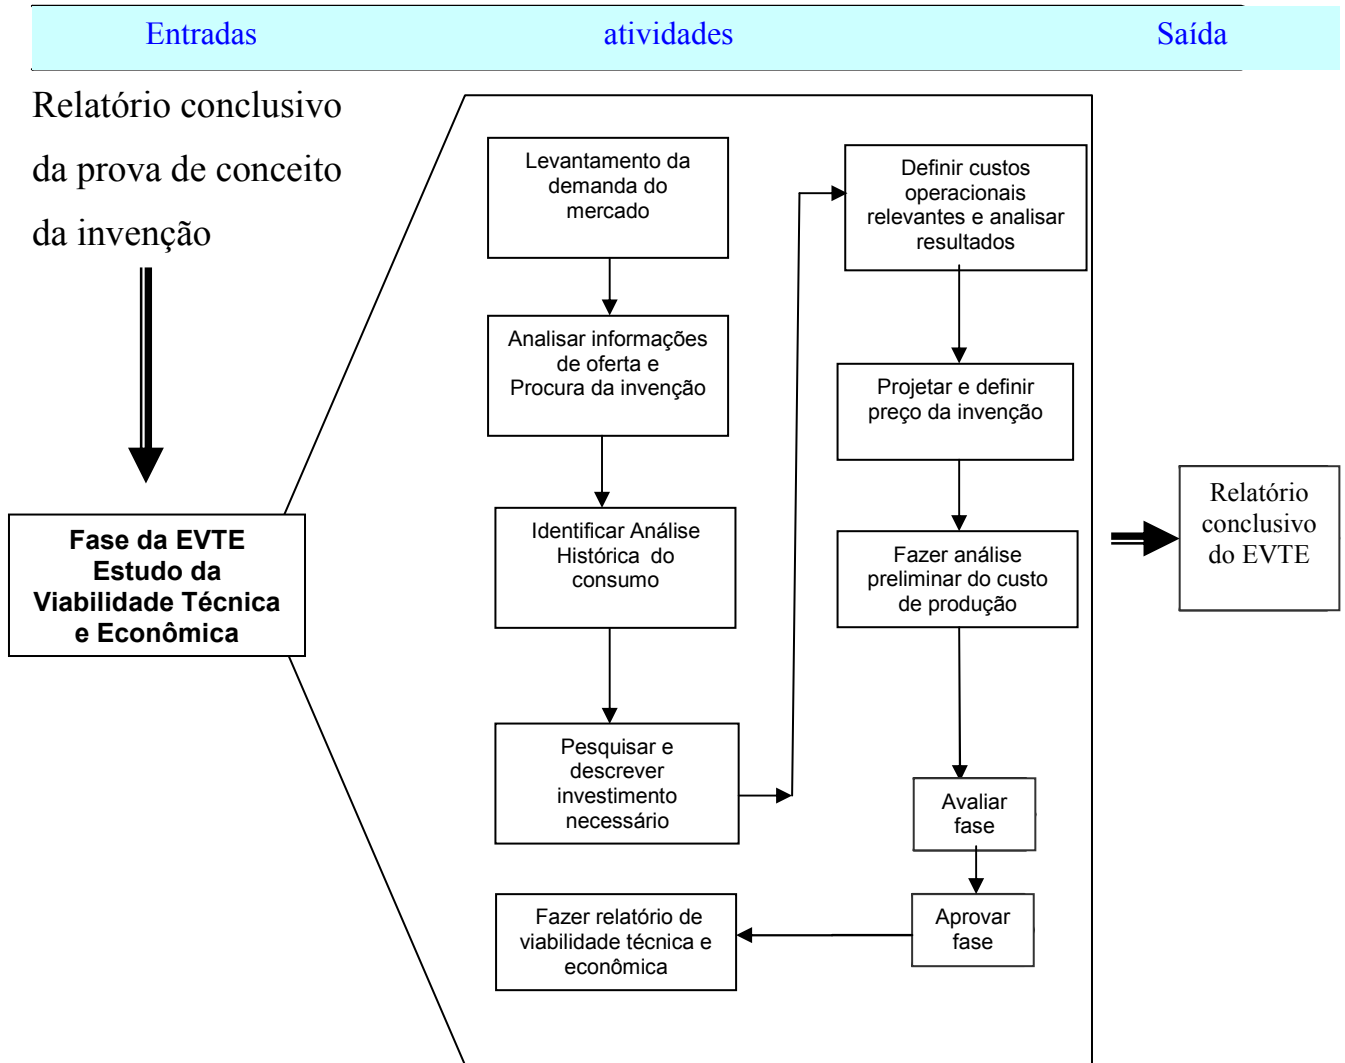 Entradas
atividades
Saída
Relatório conclusivo
da prova de conceito
da invenção
Fase da EVTE
Estudo da
Viabilidade Técnica
e Econômica
Levantamento da
demanda do
mercado
Analisar informações
de oferta e
Procura da invenção
Identificar Análise
Histórica do
consumo
Pesquisar e
descrever
investimento
necessário
Definir custos
operacionais
relevantes e analisar
resultados
Projetar e definir
preço da invenção
Fazer análise
preliminar do custo
de produção
Avaliar
fase
Aprovar
fase
Fazer relatório de
viabilidade técnica e
econômica
Relatório
conclusivo
do EVTE